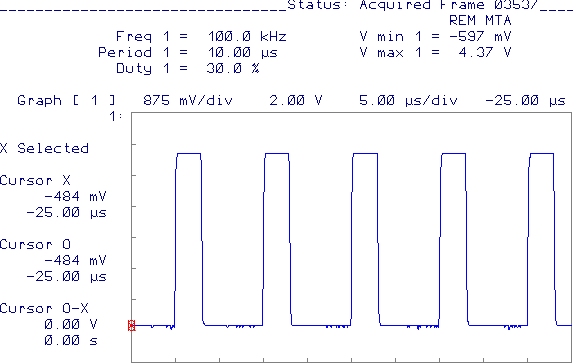 Status: Acquired Frame 03537
REM MTA
Freq 1 = 100.0 kHz V min 1 = -597 mV
Period 1 = 10.00 µs V max 1 = 4.37 V
Duty 1 = 30.0 %
Graph [ 1 ] 875 mV/div 2.00 V 5.00 µs/div -25.00 µs
1:
X Selected
Cursor X
-484 mV
-25.00 µs
Cursor O
-484 mV
-25.00 µs
Cursor O-X
0.00 V
0.00 s